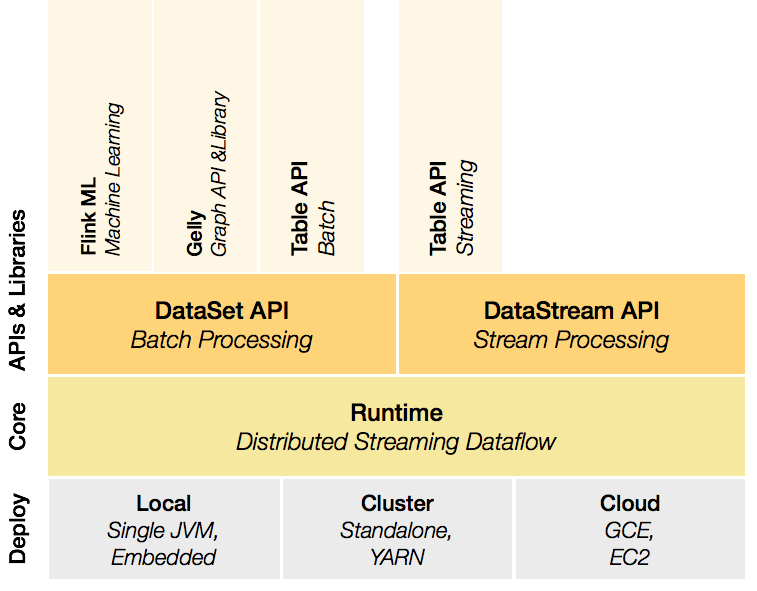 Flink ML
Machine Learning
Gelly
Graph API &Library
Table API
Batch
Table API
Streaming
APIs & Libraries
DataSet API
Batch Processing
DataStream API
Stream Processing
Core
Runtime
Distributed Streaming Dataflow
Deploy
Local
Single JVM,
Embedded
Cluster
Standalone,
YARN
Cloud
GCE,
EC2